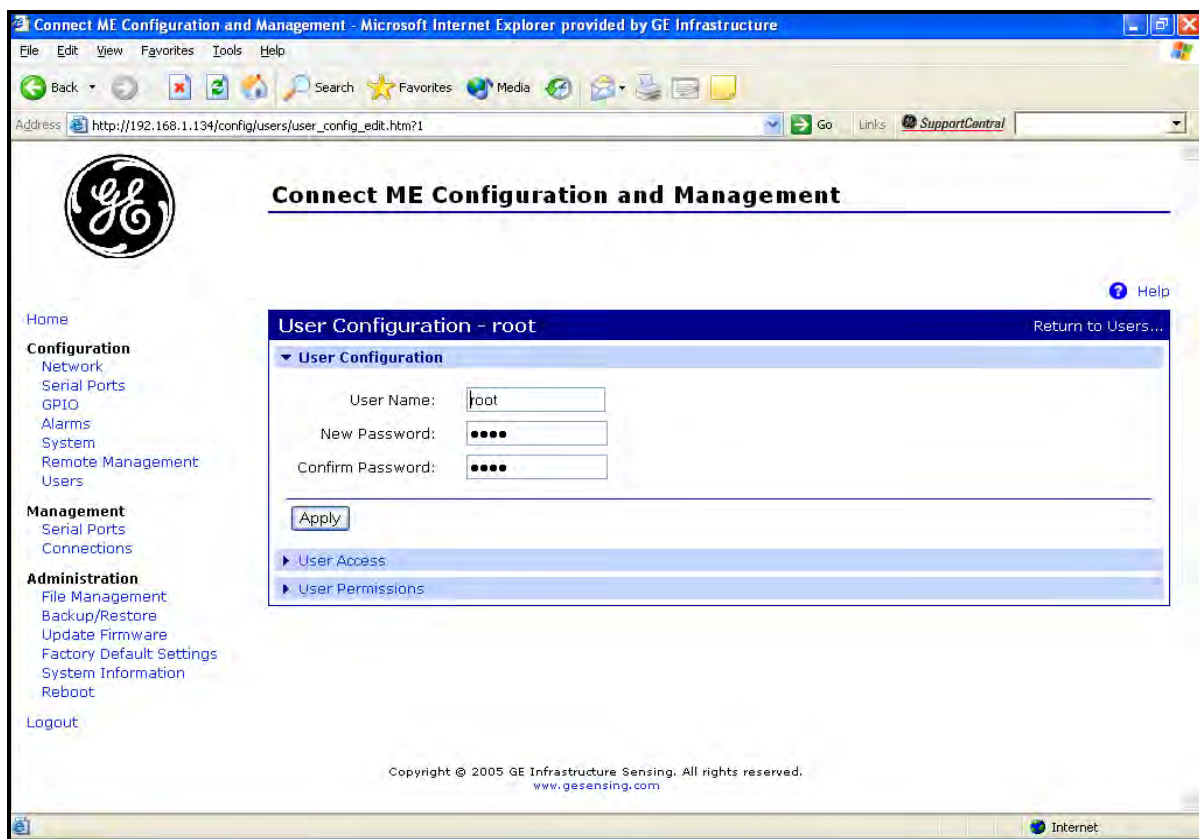 Connect ME Configuration and Management - Microsoft Internet Explorer provided by GE Infrastructure
File Edit View Favorites Tools Help
Back Search Favorites Media
Address http://192.168.1.134/config/users/user_config_edit.htm?1 Go Links SupportCentral
GE
Connect ME Configuration and Management
Help
Home
Configuration
Network
Serial Ports
GPIO
Alarms
System
Remote Management
Users
Management
Serial Ports
Connections
Administration
File Management
Backup/Restore
Update Firmware
Factory Default Settings
System Information
Reboot
Logout
User Configuration - root Return to Users...
User Configuration
User Name: root
New Password: ●●●●
Confirm Password: ●●●●
Apply
User Access
User Permissions
Copyright © 2005 GE Infrastructure Sensing. All rights reserved.
www.gesensing.com
Internet